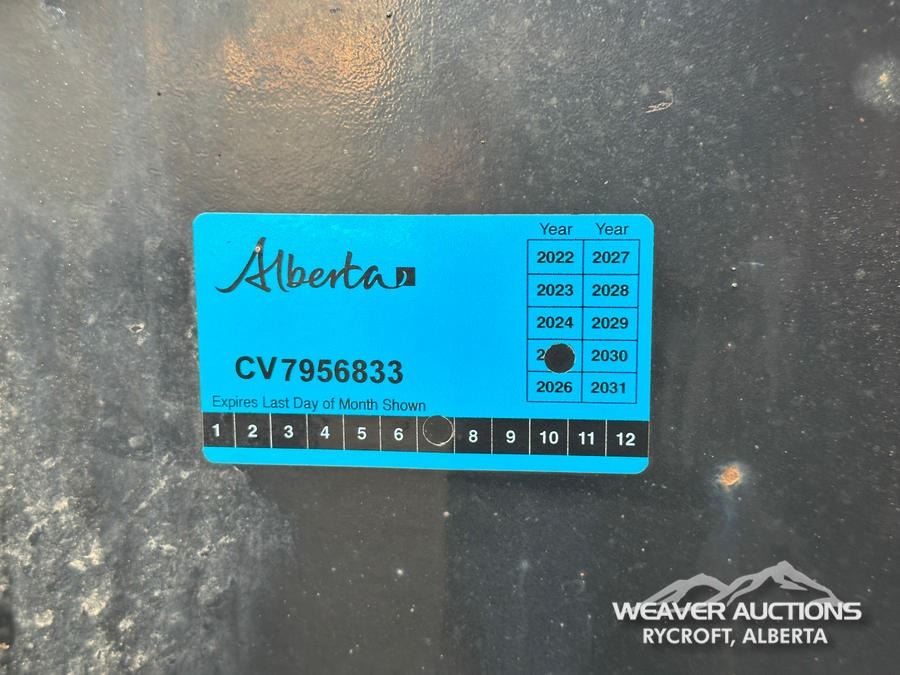 Alberta
Year Year
2022 2027
2023 2028
2024 2029
2030
2026 2031
CV7956833
Expires Last Day of Month Shown
1 2 3 4 5 6 8 9 10 11 12
WEAVER AUCTIONS
RYCROFT, ALBERTA